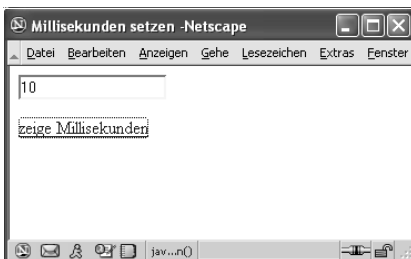 Millisekunden setzen -Netscape
Datei Bearbeiten Anzeigen Gehe Lesezeichen Extras Fenster
10
zeige Millisekunden
jav...n()